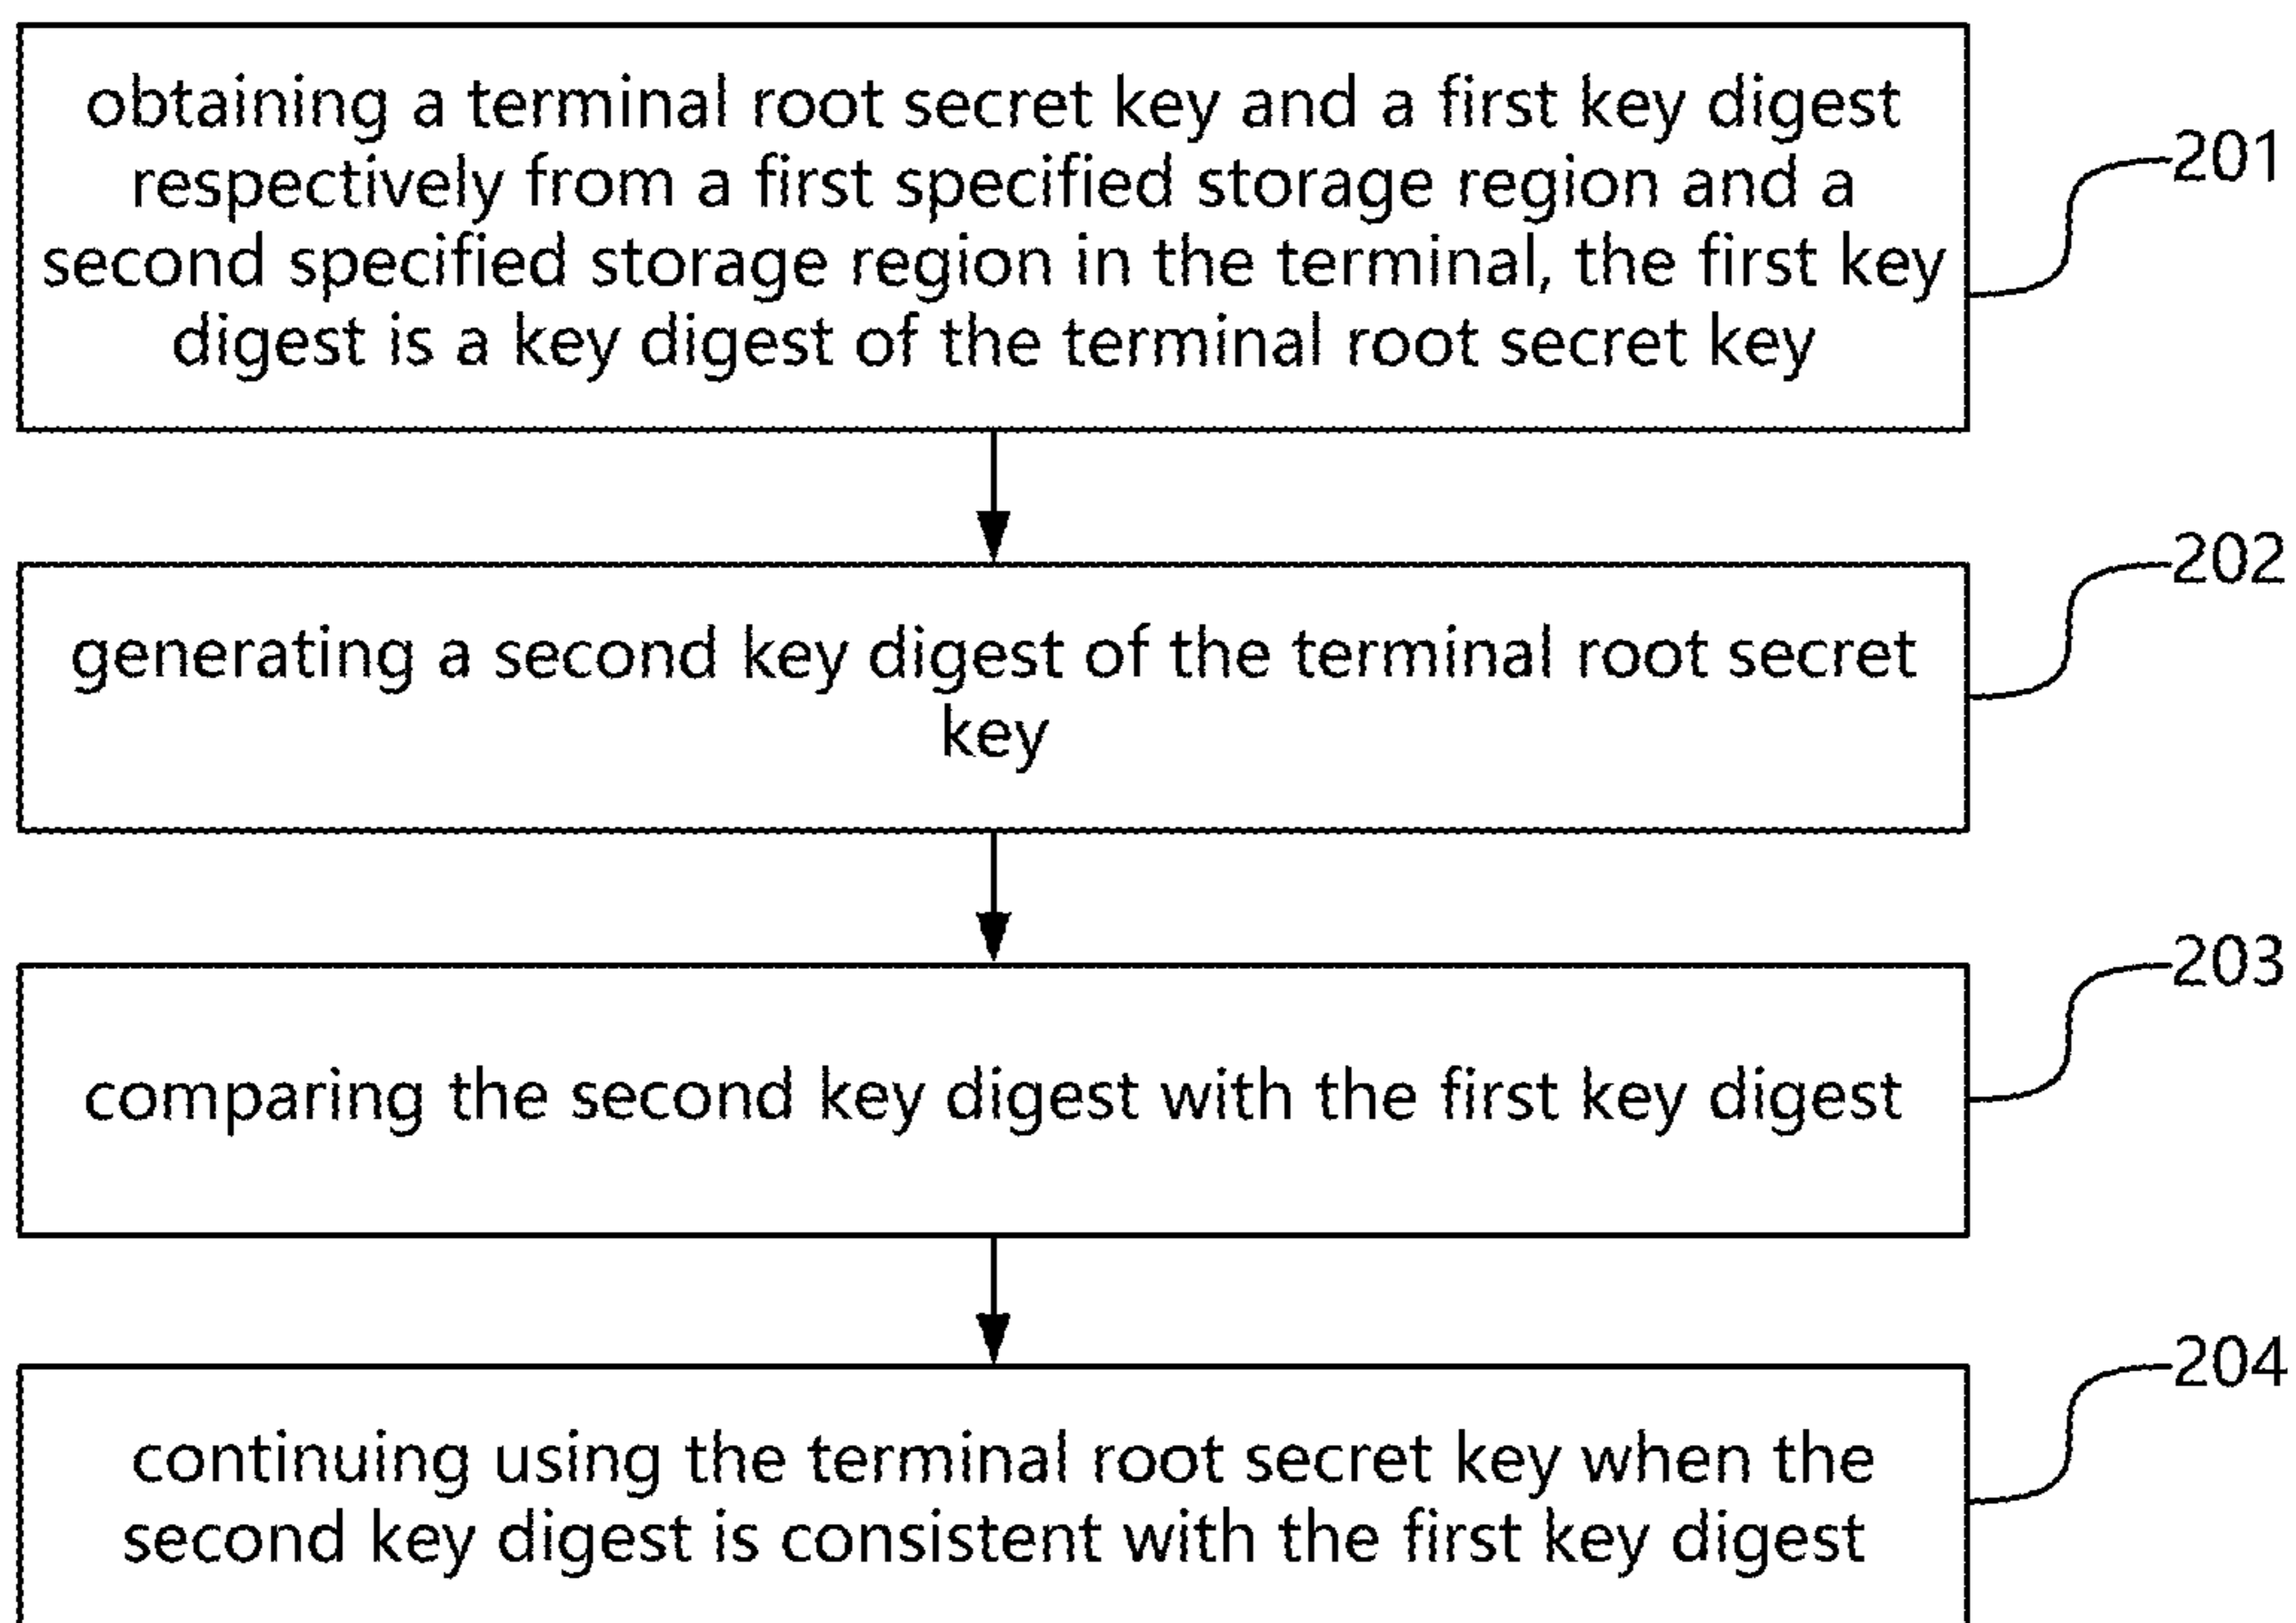 obtaining a terminal root secret key and a first key digest
respectively from a first specified storage region and a
second specified storage region in the terminal, the first key
digest is a key digest of the terminal root secret key
201
generating a second key digest of the terminal root secret
key
202
comparing the second key digest with the first key digest
203
continuing using the terminal root secret key when the
second key digest is consistent with the first key digest
204